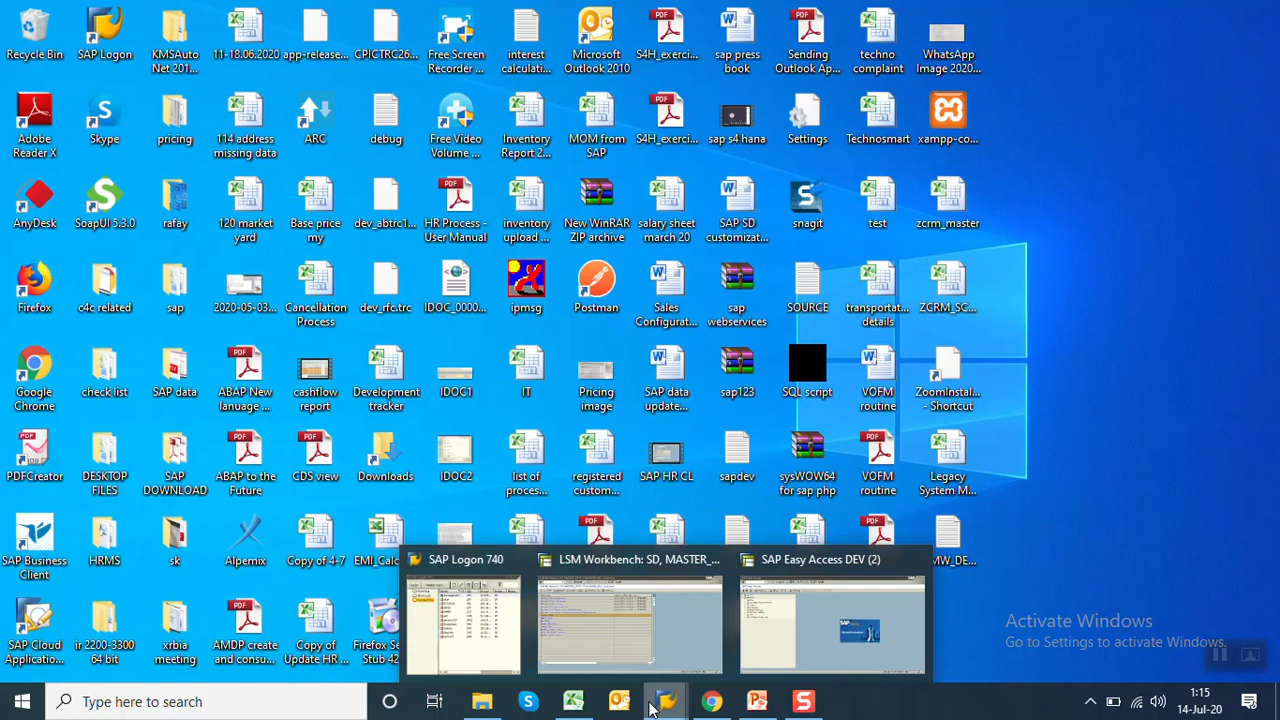 Recycle Bin
SAP Logon
KMSAuto
Net 201...
11-18.06.2020
app-release...
CPICTRC26...
Free Screen
Recorder ...
interest
calculati...
Microsoft
Outlook 2010
S4H_exerci...
sap press
book
Sending
Outlook Ap...
techno
complaint
WhatsApp
Image 2020...
Adobe
Reader X
Skype
pricing
114 address
missing data
ARC
debug
Free Video
Volume ...
Inventory
Report 2...
MOM from
SAP
S4H_exerci...
sap s4 hana
Settings
Technosmart
xampp-co...
AnyDesk
SoapUI 5.3.0
rafay
120 market
yard
Base price
my
dev_abtrc1...
HR Process -
User Manual
inventory
upload ...
New WinRAR
ZIP archive
salary sheet
march 20
SAP SD
customizat...
snagit
test
zcrm_master
Firefox
c4c related
sap
2020-05-03...
Cancellation
Process
dev_rfc.trc
IDOC_0000...
ipmsg
Postman
Sales
Configurat...
sap
webservices
SOURCE
transportat...
details
ZCRM_SC...
Google
Chrome
check list
SAP data
ABAP New
lanuage ...
cashflow
report
Development
tracker
IDOC1
IT
Pricing
image
SAP data
update...
sap123
SQL script
VOFM
routine
ZoomInstal...
- Shortcut
PDFCreator
DESKTOP
FILES
SAP
DOWNLOAD
ABAP to the
Future
CDS view
Downloads
IDOC2
list of
proces...
registered
custom...
SAP HR CL
sapdev
sysWOW64
for sap php
VOFM
routine
Legacy
System M...
SAP Business
Client
HRMS
sk
Alpemix
Copy of 4-7
EMI_Calc
SAP Logon 740
LSM Workbench: SD, MASTER_...
SAP Easy Access DEV (2)
SAP Cloud
Applicatio...
ir 2200-3300
64 bit
xrbia
meeting
AMDP create
and consu...
Copy of
Update HR ...
Firefox Se
Stub 42
Activate Windows
Go to Settings to activate Windows.
Type here to search
1:15
14-Jul-20